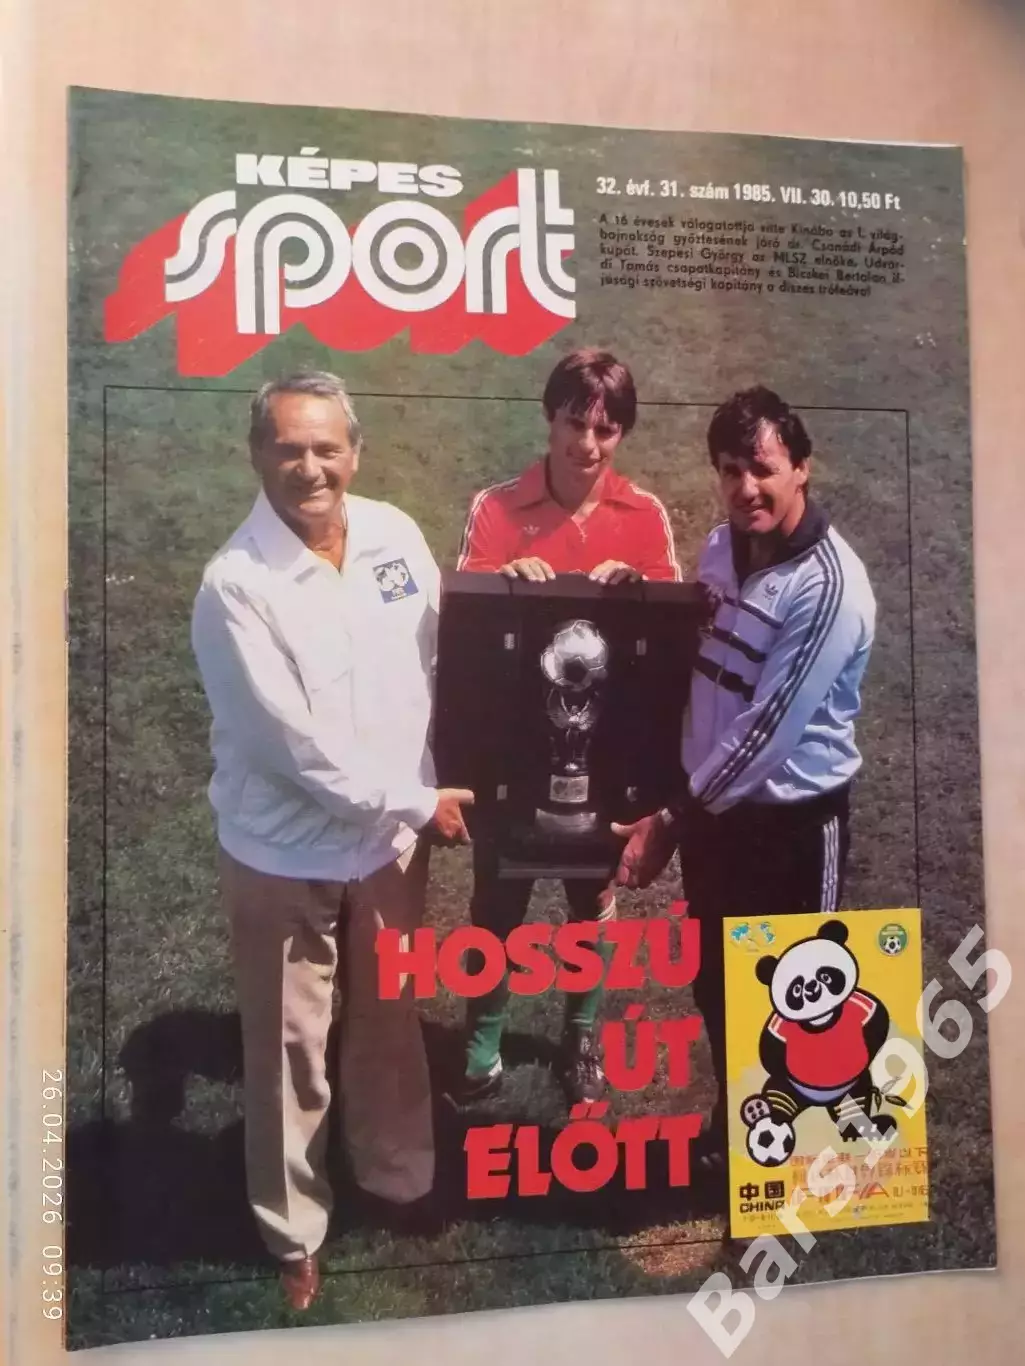 KÉPES
sport
32. évf. 31. szám 1985. VII. 30. 10,50 Ft
A 16 évesek válogatottja vitte Kínába az I. világ-
bajnokság győztesének járó dr. Csanádi Árpád
kupát. Szepesi György az MLSZ elnöke, Udvar-
di Tamás csapatkapitány és Bicskei Bertalan if-
júsági szövetségi kapitány a díszes trófeával
HOSSZÚ
ÚT
ELŐTT
中国
CHINA
FIFA
26.04.2026 09:39
Bars1965